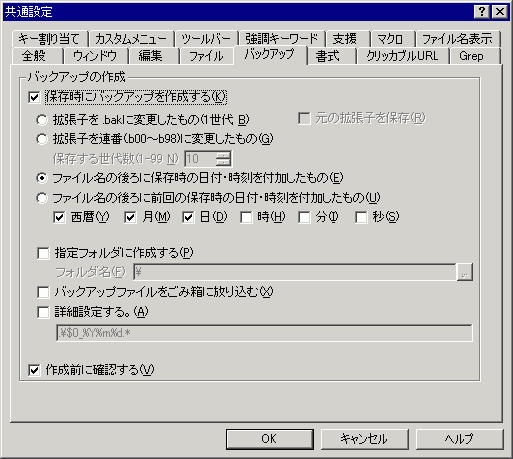 共通設定
キー割り当て カスタムメニュー ツールバー 強調キーワード 支援 マクロ ファイル名表示
全般 ウィンドウ 編集 ファイル バックアップ 書式 クリッカブルURL Grep
バックアップの作成
保存時にバックアップを作成する(K)
拡張子を .bakに変更したもの(1世代 B) 元の拡張子を保存(R)
拡張子を連番(b00～b98)に変更したもの(G)
保存する世代数(1-99 N) 10
ファイル名の後ろに保存時の日付・時刻を付加したもの(E)
ファイル名の後ろに前回の保存時の日付・時刻を付加したもの(U)
西暦(Y) 月(M) 日(D) 時(H) 分(I) 秒(S)
指定フォルダに作成する(P)
フォルダ名(F) ¥ ...
バックアップファイルをごみ箱に放り込む(X)
詳細設定する。(A)
¥$0_%Y%m%d.*
作成前に確認する(V)
OK キャンセル ヘルプ